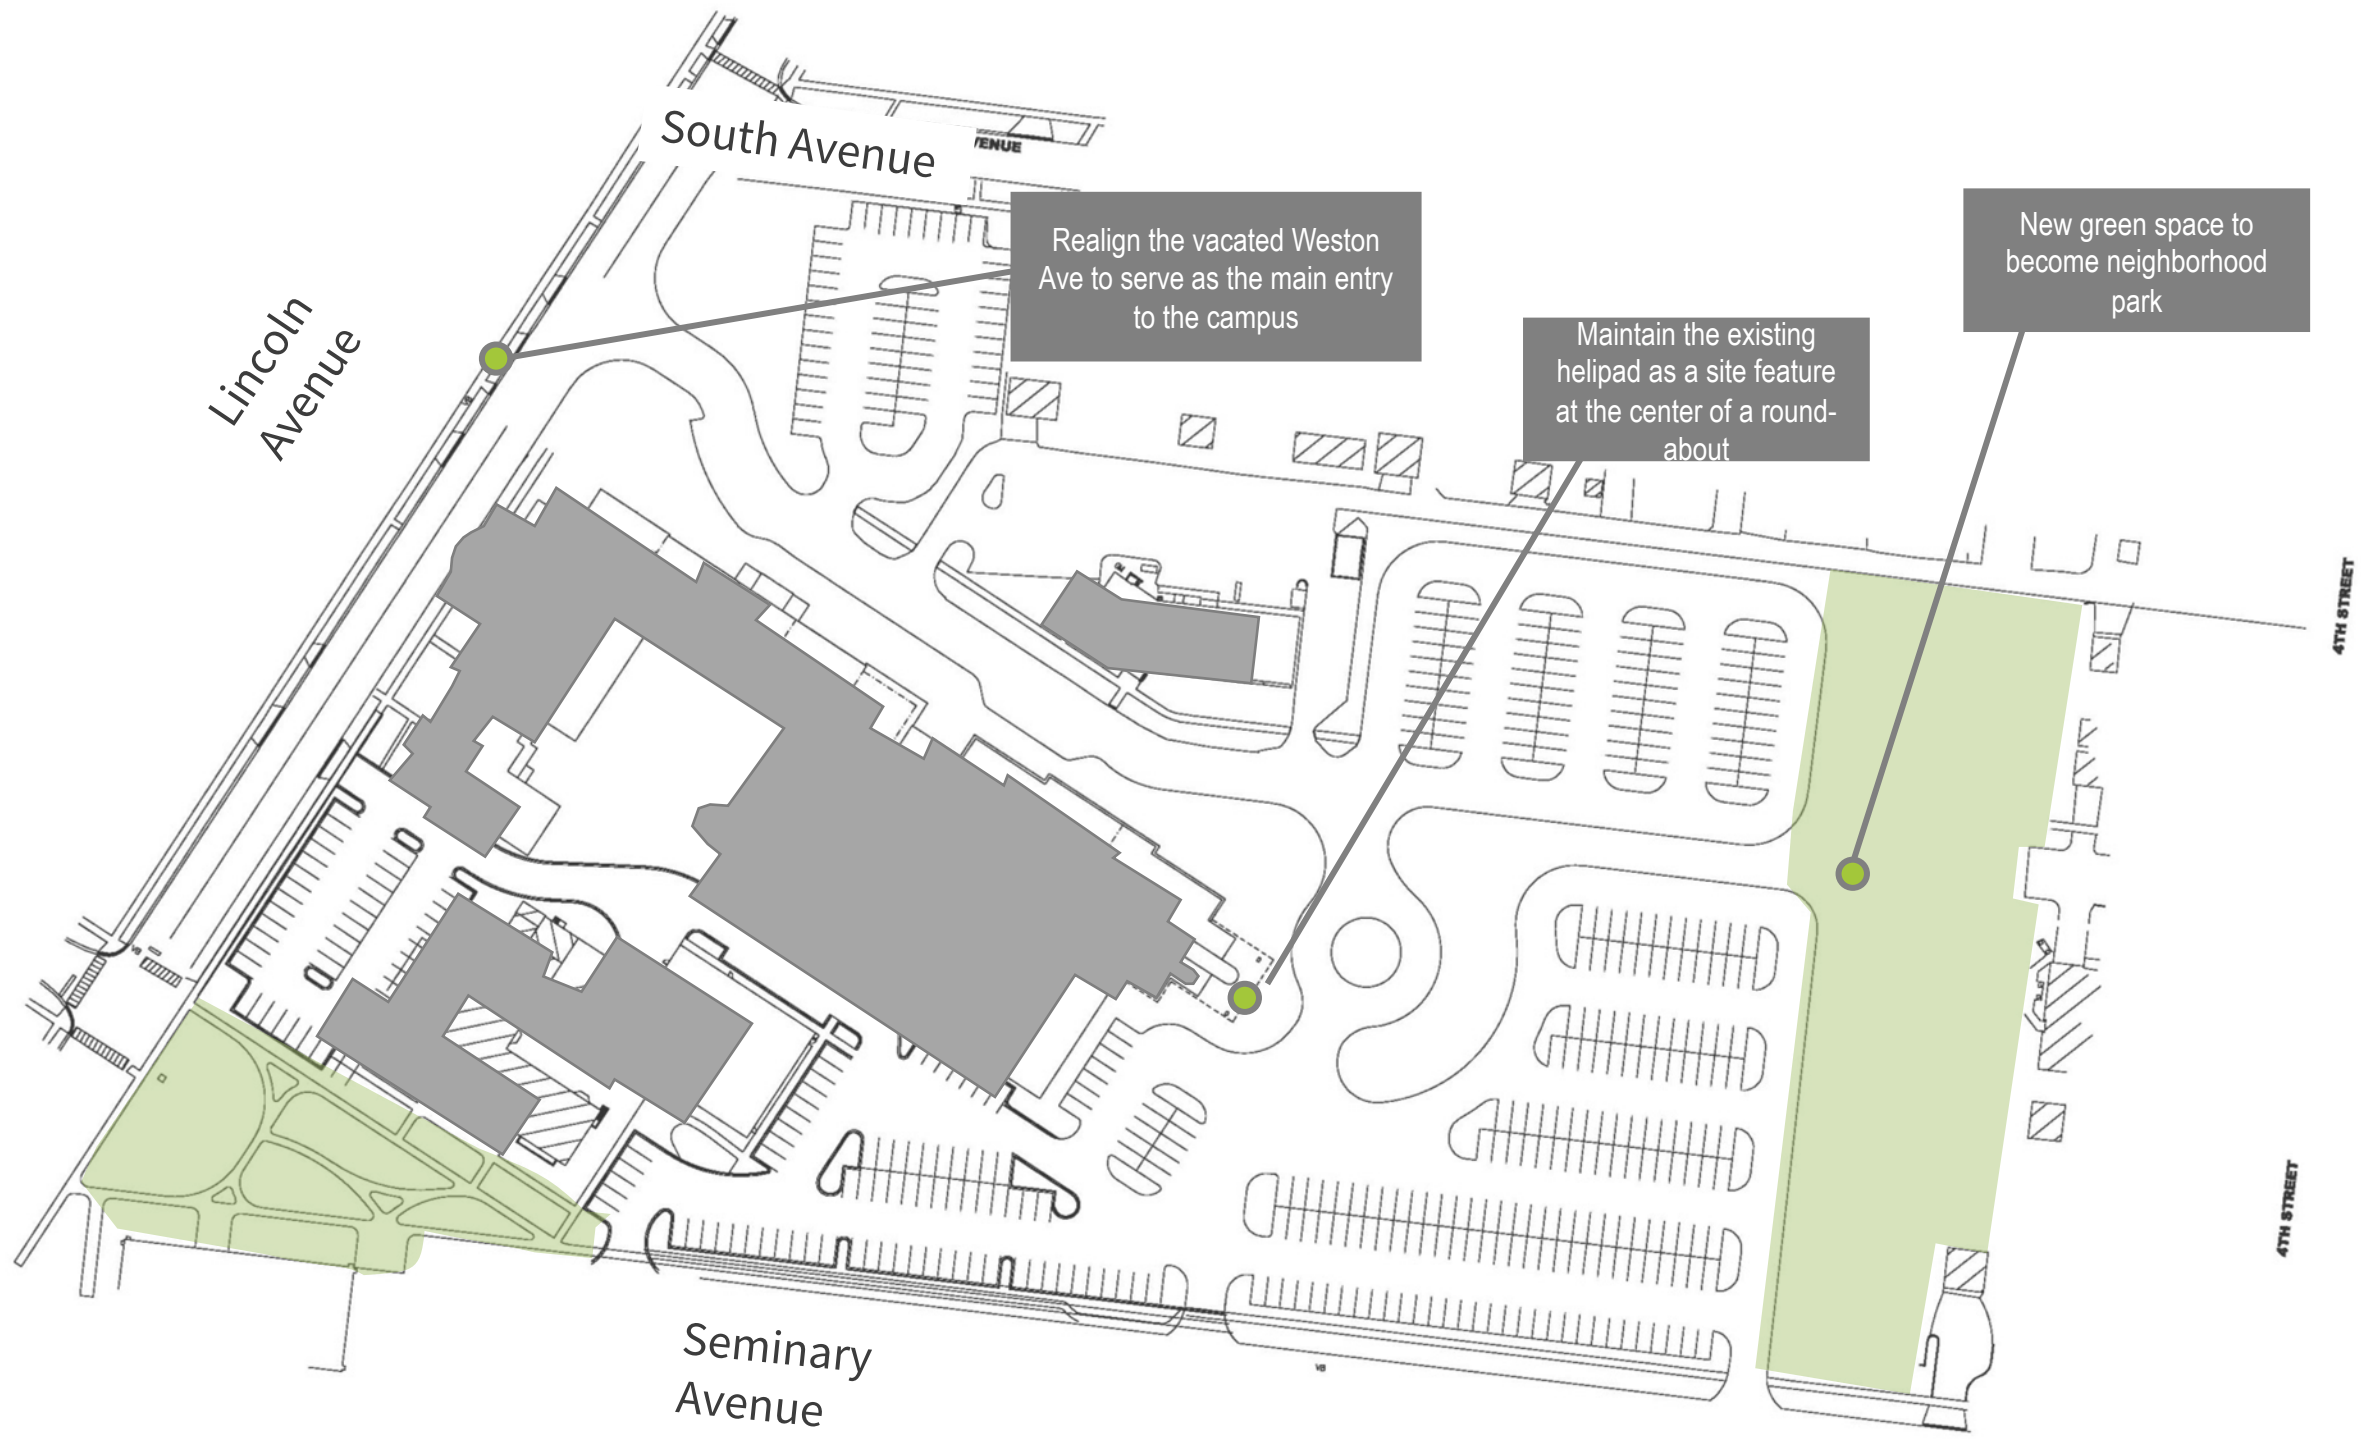 South Avenue
VENUE
Realign the vacated Weston
Ave to serve as the main entry
to the campus
New green space to
become neighborhood
park
Maintain the existing
helipad as a site feature
at the center of a round-
about
Lincoln
Avenue
4TH STREET
4TH STREET
Seminary
Avenue